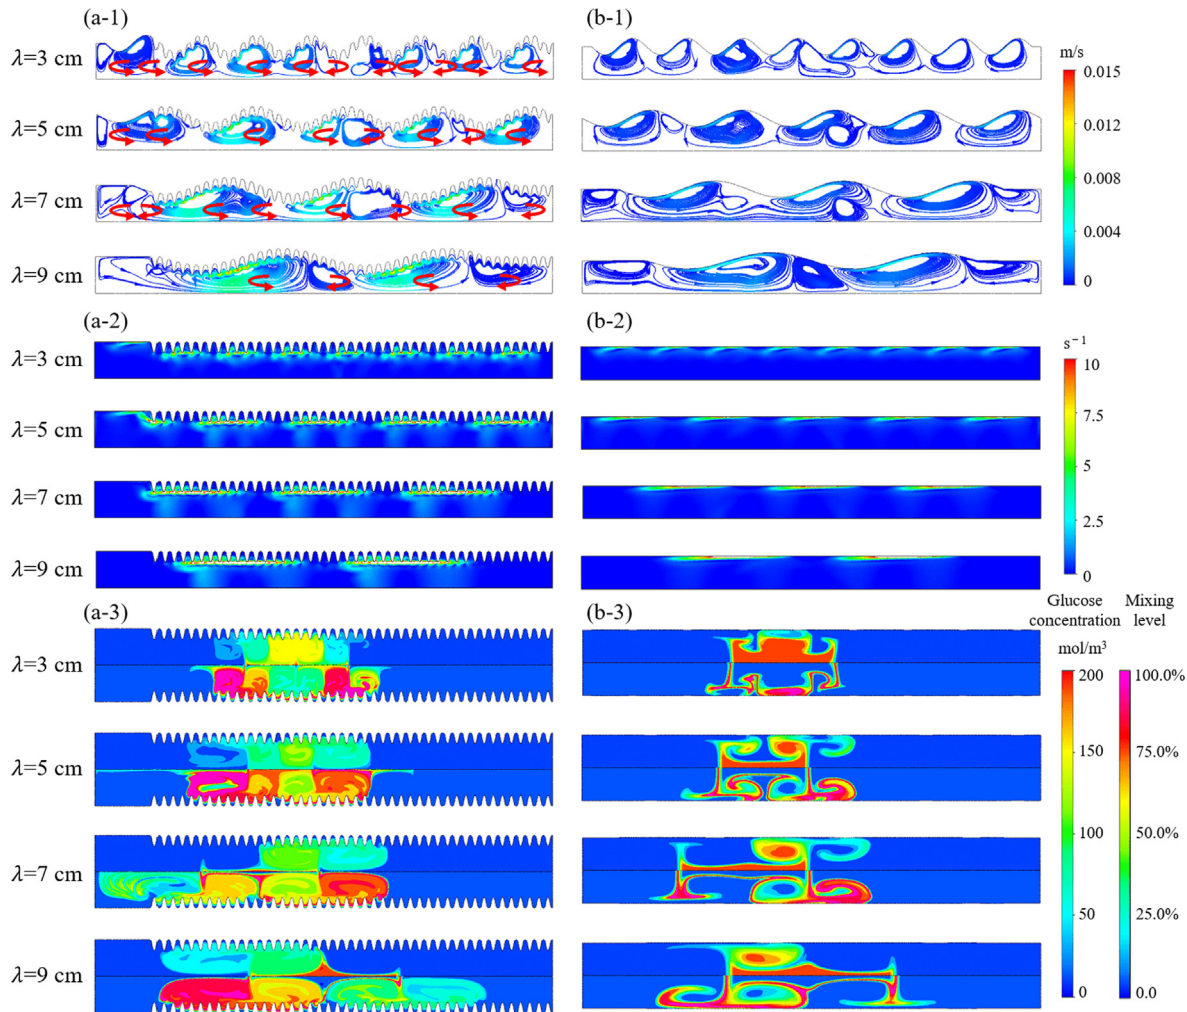 (a-1) (b-1)
λ=3 cm
m/s
0.015
λ=5 cm
0.012
0.008
λ=7 cm
0.004
λ=9 cm
0
(a-2) (b-2)
s⁻¹
λ=3 cm
10
λ=5 cm
7.5
5
λ=7 cm
2.5
λ=9 cm
0
(a-3) (b-3)
Glucose Mixing
concentration level
mol/m³
λ=3 cm
200 100.0%
150 75.0%
λ=5 cm
100 50.0%
λ=7 cm
50 25.0%
λ=9 cm
0 0.0